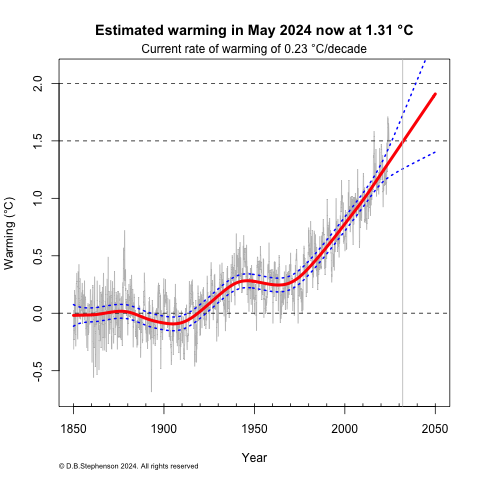 Estimated warming in May 2024 now at 1.31 °C
Current rate of warming of 0.23 °C/decade
2.0
1.5
1.0
0.5
0.0
-0.5
Warming (°C)
1850
1900
1950
2000
2050
Year
© D.B.Stephenson 2024. All rights reserved